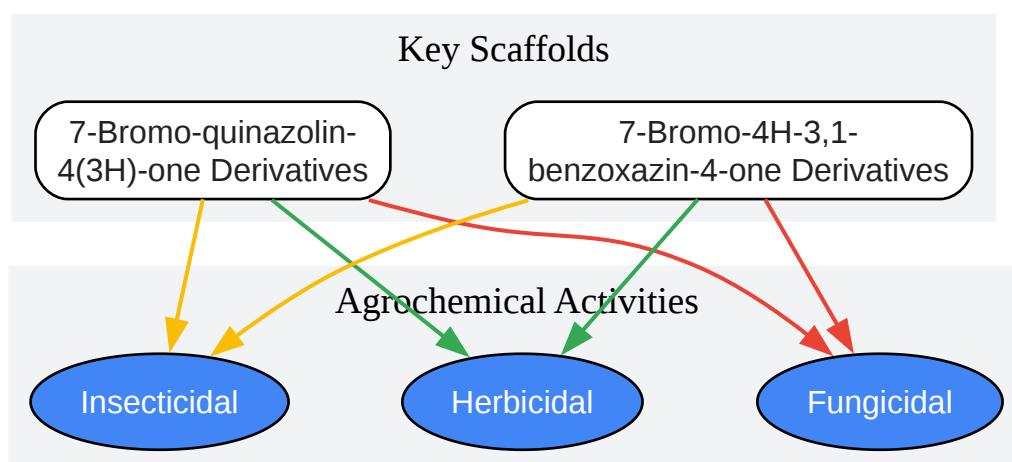 Key Scaffolds
7-Bromo-quinazolin-
4(3H)-one Derivatives
7-Bromo-4H-3,1-
benzoxazin-4-one Derivatives
Agrochemical Activities
Insecticidal
Herbicidal
Fungicidal